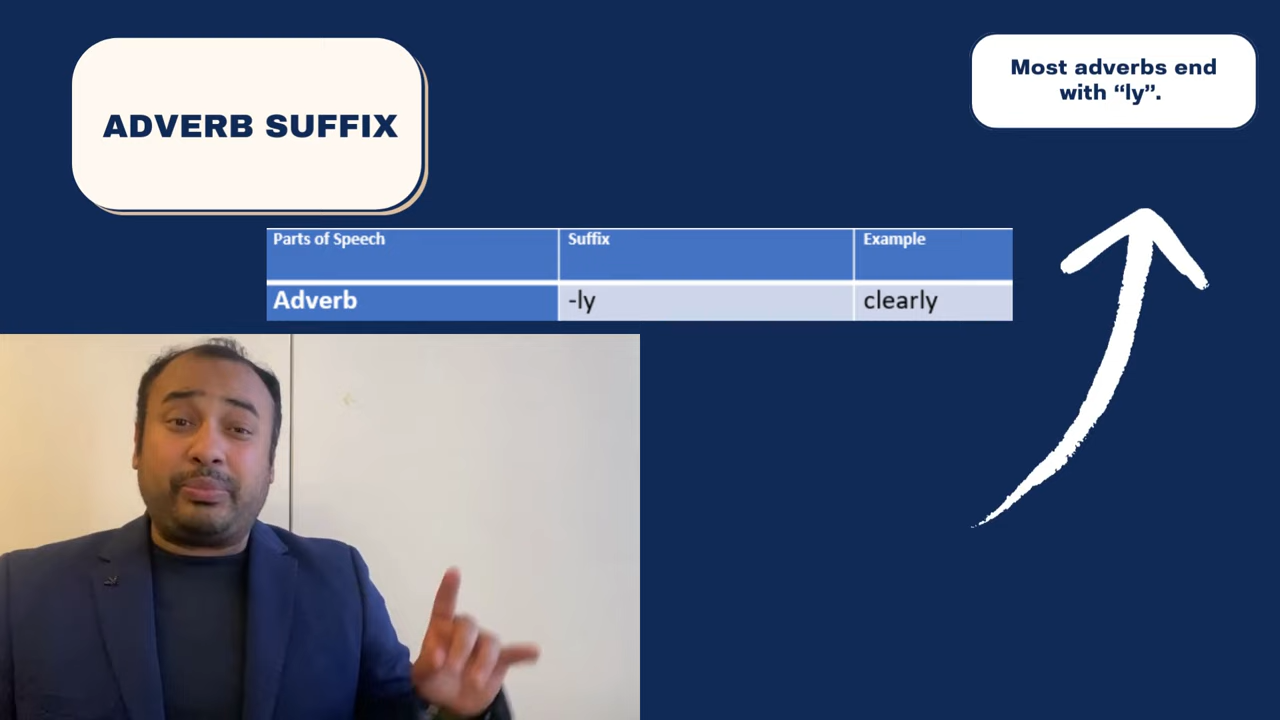 ADVERB SUFFIX
Most adverbs end
with “ly”.
Parts of Speech Suffix Example
Adverb -ly clearly